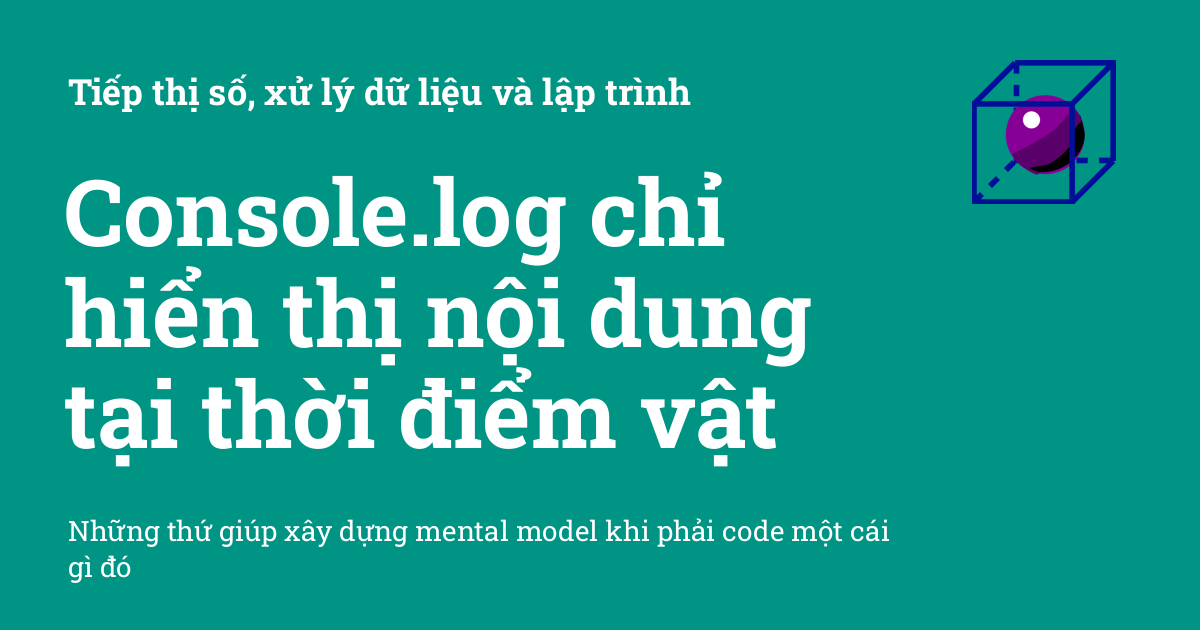 Tiếp thị số, xử lý dữ liệu và lập trình
Console.log chỉ
hiển thị nội dung
tại thời điểm vật
Những thứ giúp xây dựng mental model khi phải code một cái
gì đó